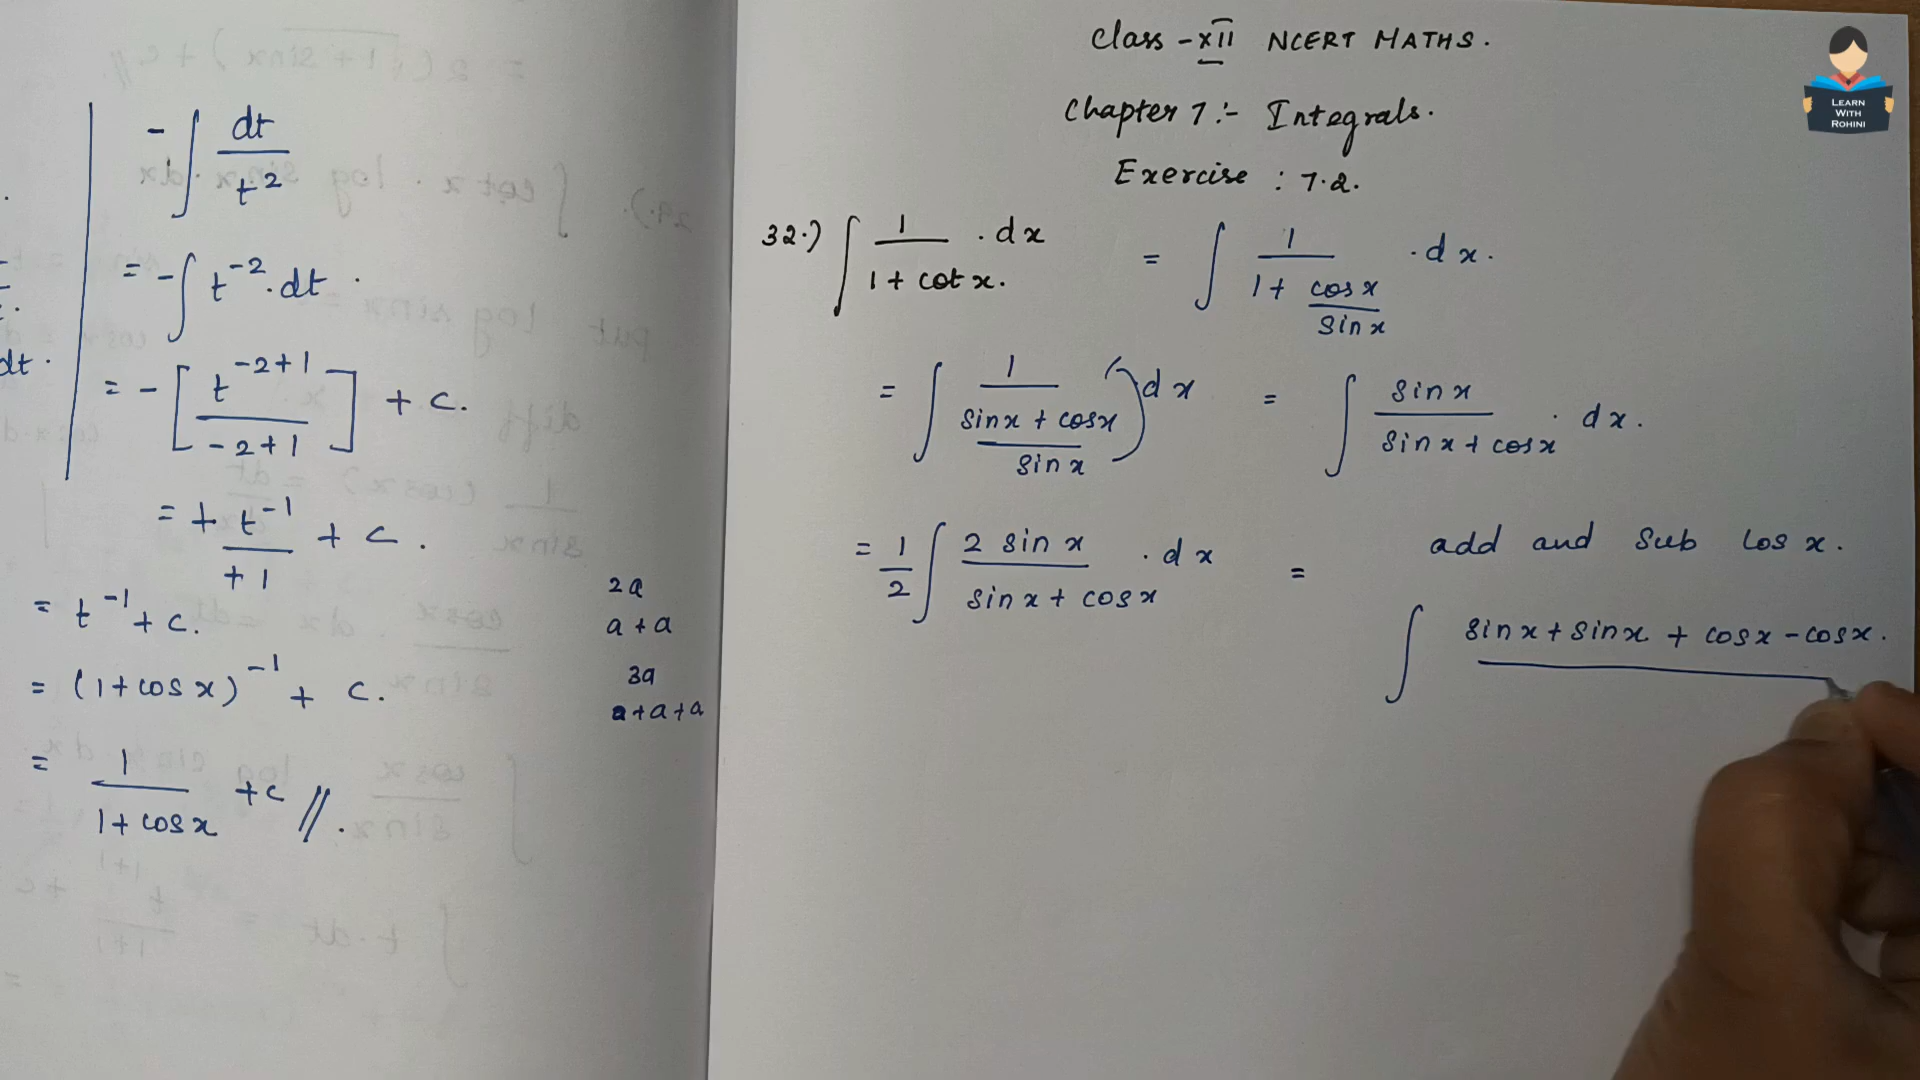 - ∫ dt / t²
= - ∫ t⁻² . dt .
dt .
= - [ t^(-2+1) / -2+1 ] + c.
= + t⁻¹ / +1 + c .
= t⁻¹ + c.
= (1+cos x)⁻¹ + c.
= 1 / 1+cos x + c //.
2a
a + a
3a
a + a + a
Class - XII NCERT MATHS .
Chapter 7 :- Integrals .
Exercise : 7.2 .
32.) ∫ 1 / 1 + cot x . . dx = ∫ 1 / 1 + cos x / sin x . dx .
= ∫ 1 / sin x + cos x / sin x dx = ∫ sin x / sin x + cos x . dx .
= 1/2 ∫ 2 sin x / sin x + cos x . dx =
add and sub cos x .
∫ sin x + sin x + cos x - cos x .
LEARN
WITH
ROHINI